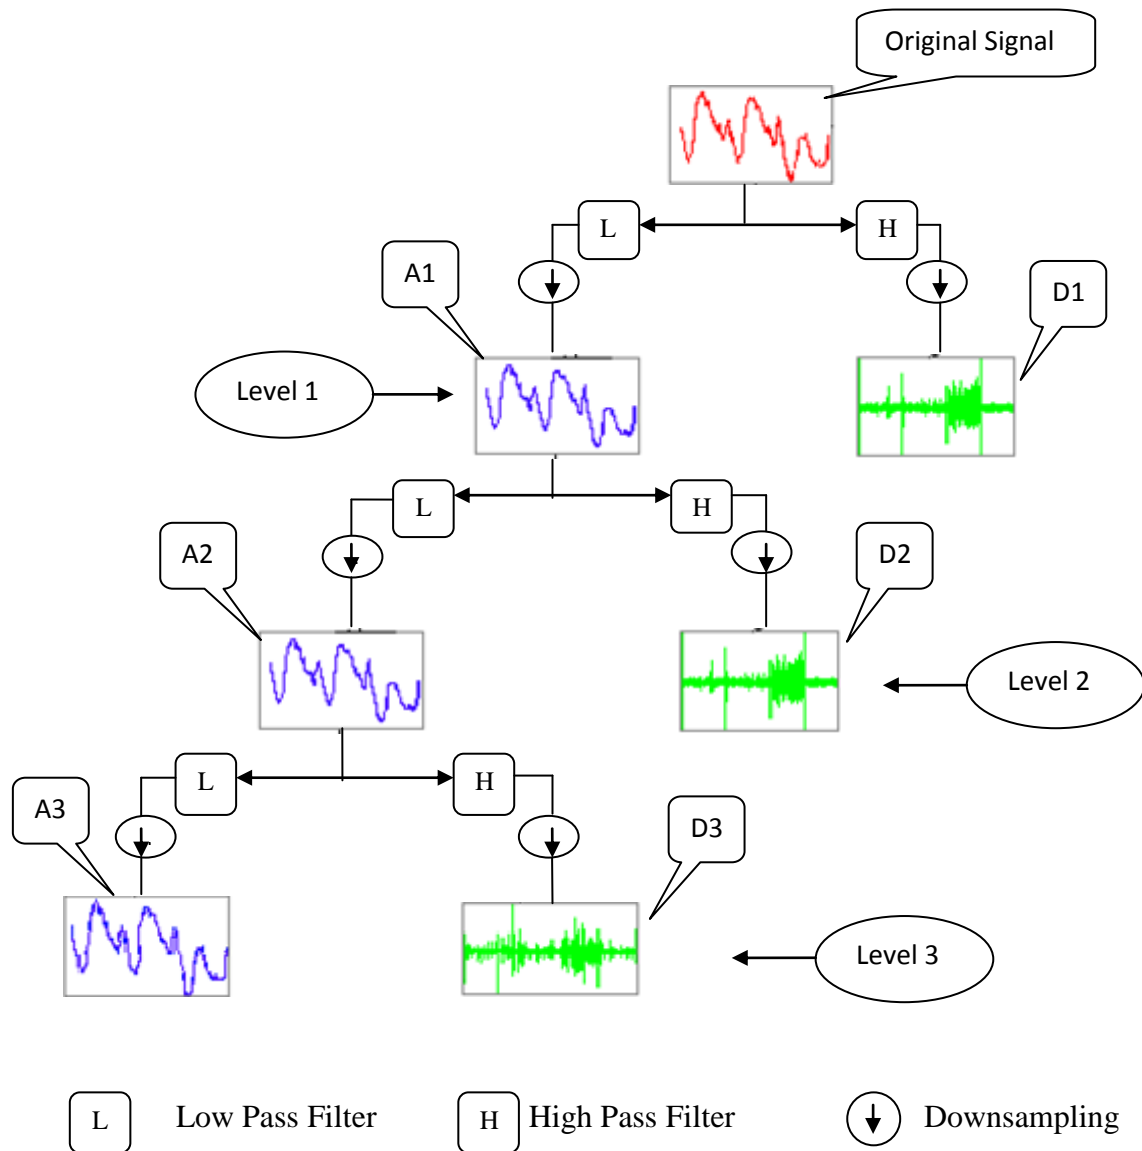 Original Signal
L
H
A1
D1
Level 1
L
H
A2
D2
Level 2
L
H
A3
D3
Level 3
L Low Pass Filter
H High Pass Filter
Downsampling